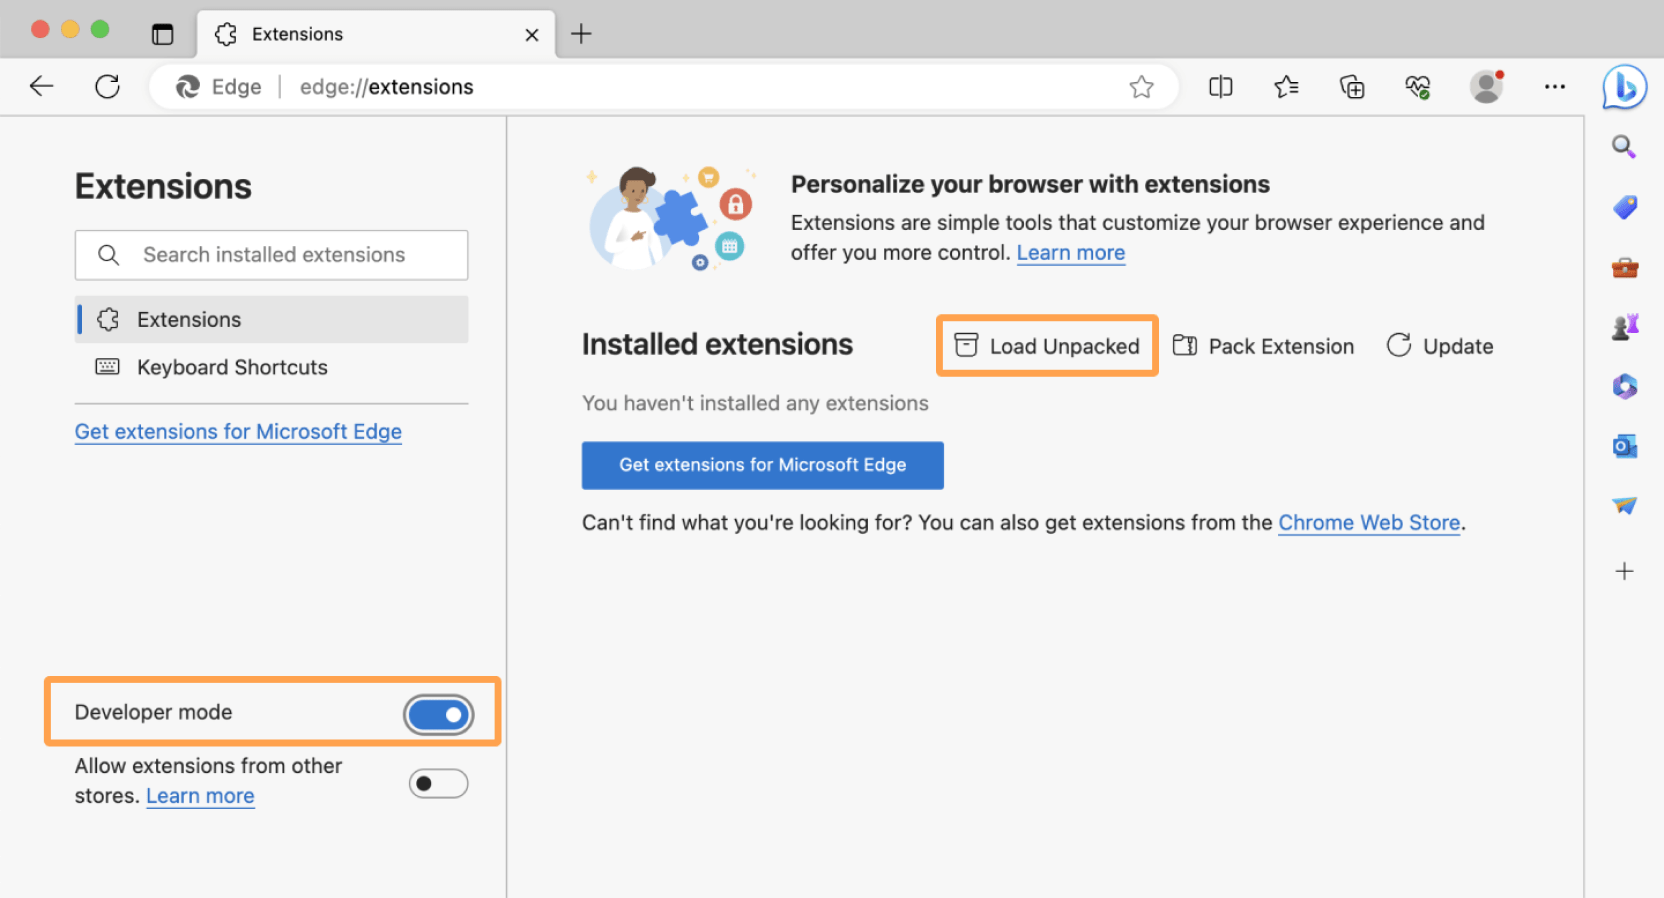 Extensions
Edge
edge://extensions
Extensions
Search installed extensions
Extensions
Keyboard Shortcuts
Get extensions for Microsoft Edge
Developer mode
Allow extensions from other
stores. Learn more
Personalize your browser with extensions
Extensions are simple tools that customize your browser experience and
offer you more control. Learn more
Installed extensions
Load Unpacked
Pack Extension
Update
You haven't installed any extensions
Get extensions for Microsoft Edge
Can't find what you're looking for? You can also get extensions from the Chrome Web Store.